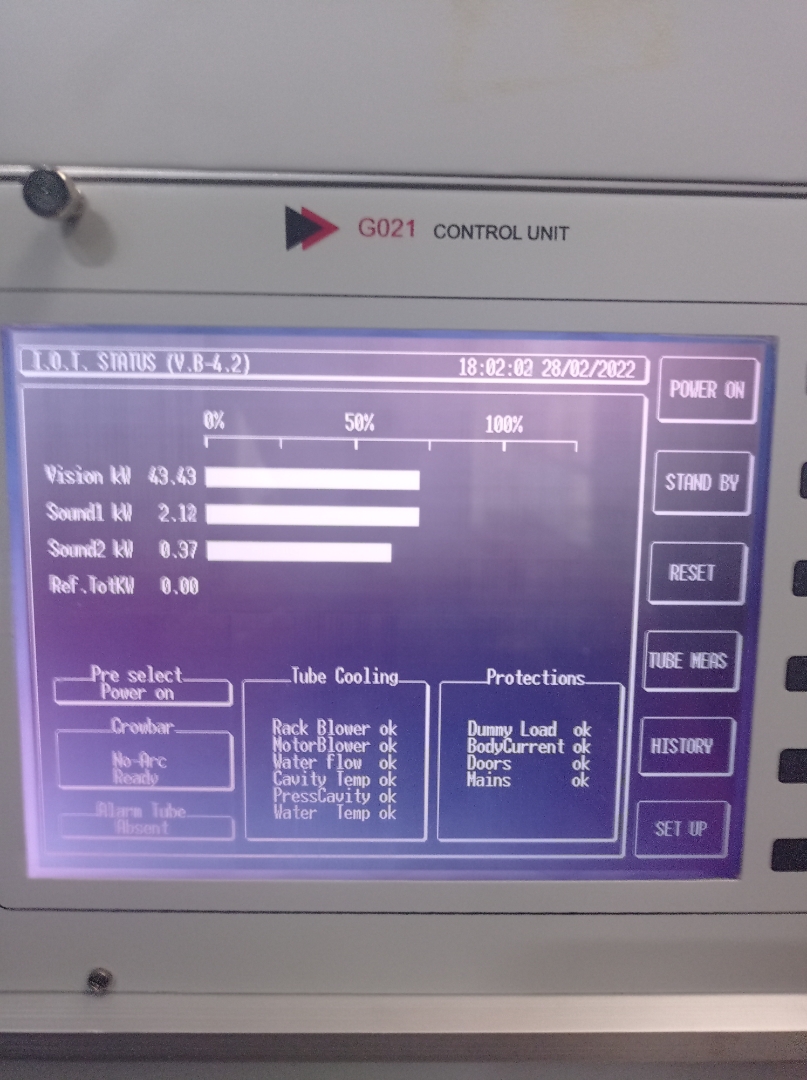 G021 CONTROL UNIT
I.O.T. STATUS (V.B-4.2) 18:02:02 28/02/2022
POWER ON
0% 50% 100%
Vision kW 43.43
STAND BY
Sound1 kW 2.12
Sound2 kW 0.97
RESET
Ref.TotKW 0.00
TUBE MEAS
Pre select
Power on
Tube Cooling
Protections
Crowbar
No-Arc
Ready
Rack Blower ok
MotorBlower ok
Water flow ok
Cavity Temp ok
PressCavity ok
Water Temp ok
Dummy Load ok
BodyCurrent ok
Doors ok
Mains ok
HISTORY
Alarm Tube
Absent
SET UP